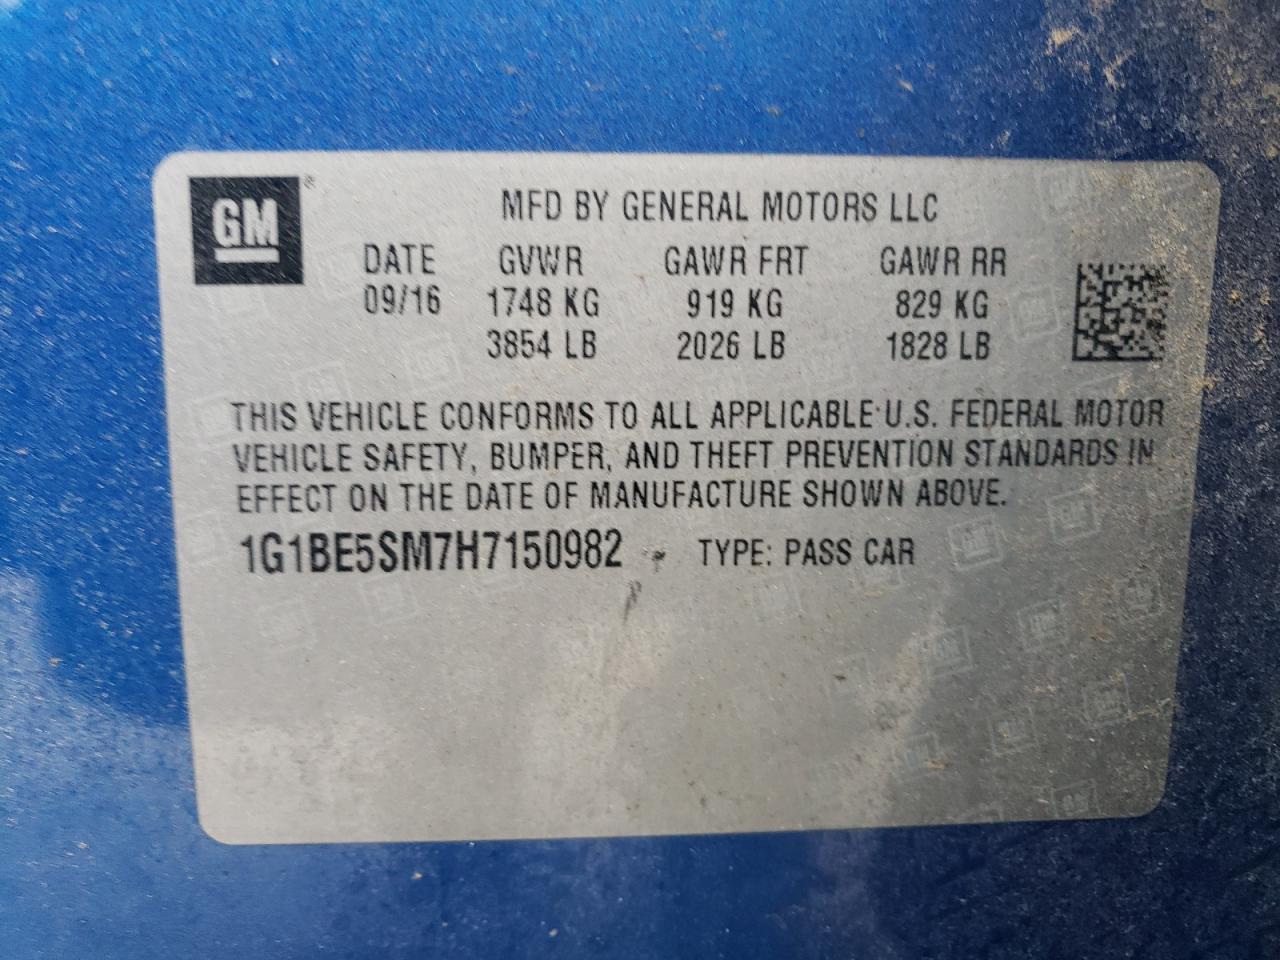 GM
MFD BY GENERAL MOTORS LLC
DATE GVWR GAWR FRT GAWR RR
09/16 1748 KG 919 KG 829 KG
3854 LB 2026 LB 1828 LB
THIS VEHICLE CONFORMS TO ALL APPLICABLE U.S. FEDERAL MOTOR
VEHICLE SAFETY, BUMPER, AND THEFT PREVENTION STANDARDS IN
EFFECT ON THE DATE OF MANUFACTURE SHOWN ABOVE.
1G1BE5SM7H7150982 TYPE: PASS CAR